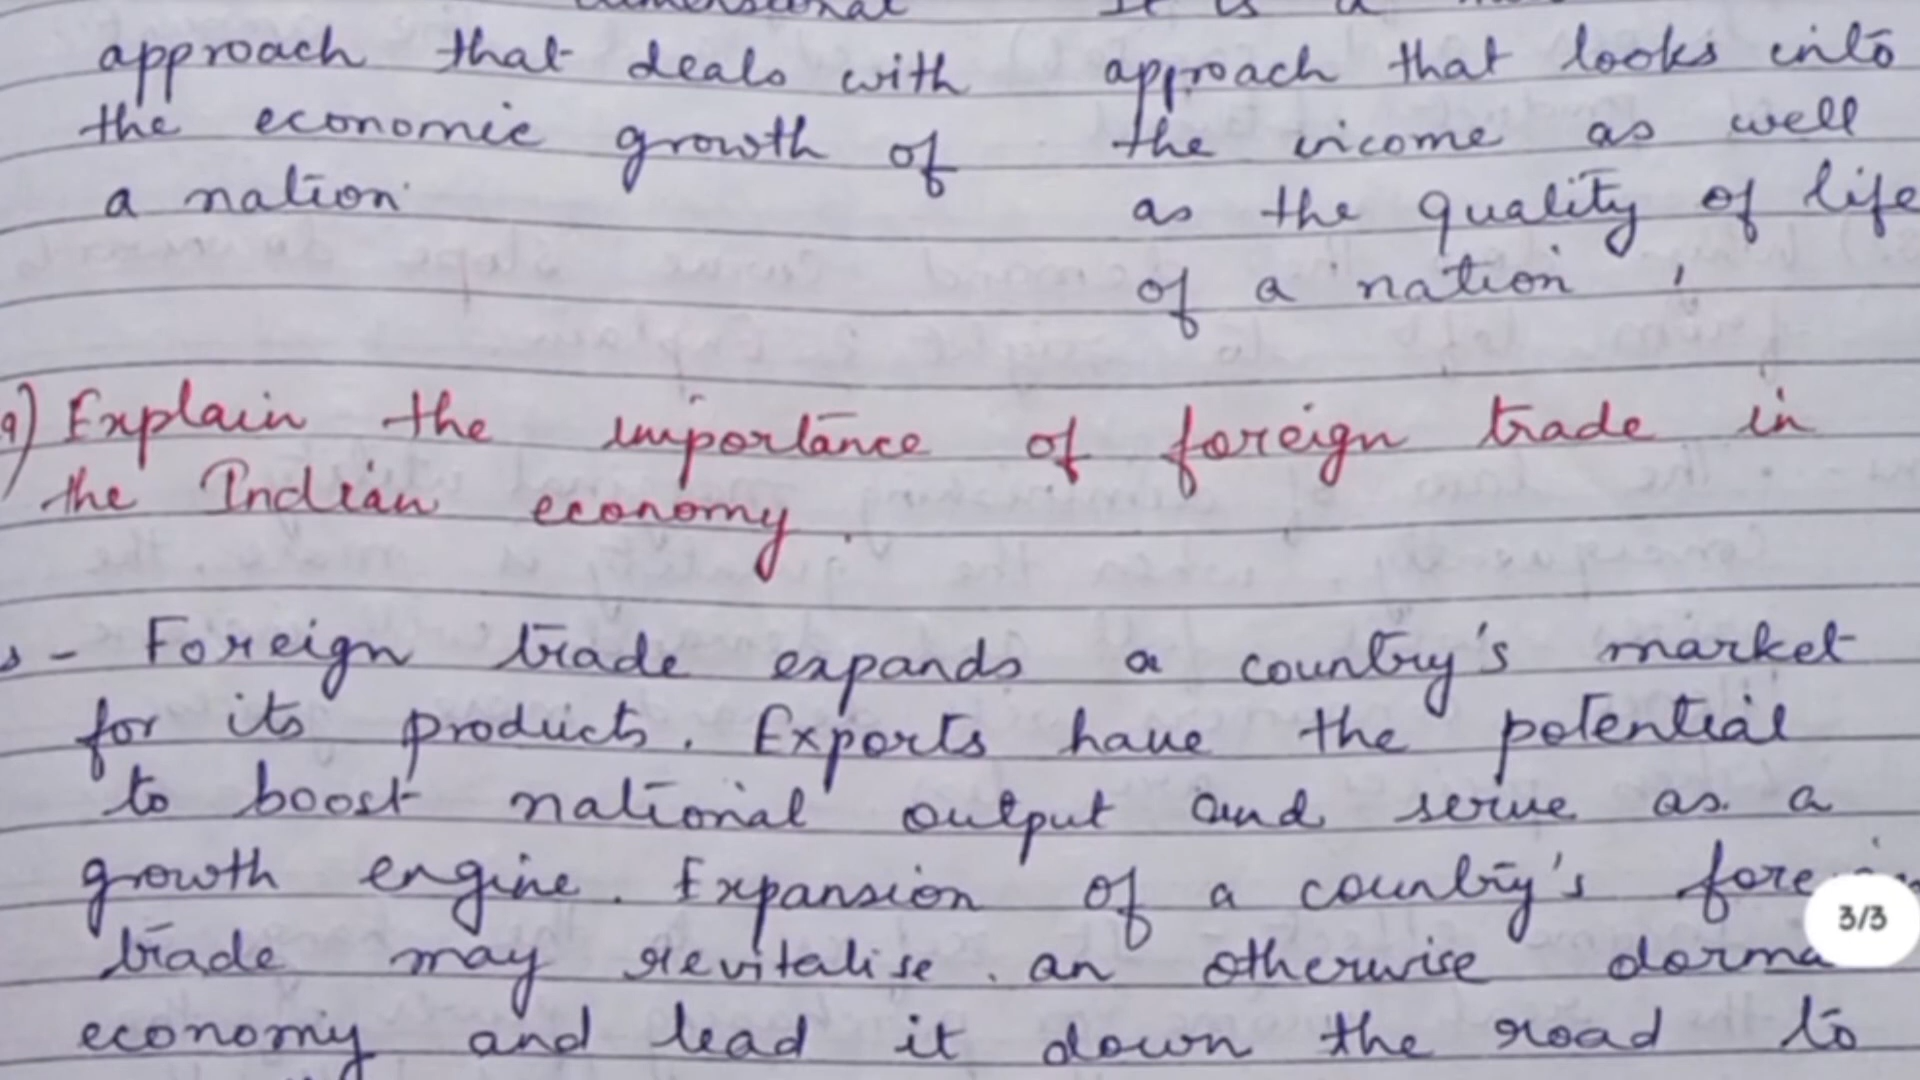 dimensional
It is a
approach that deals with
the economic growth of
a nation
approach that looks into
the income as well
as the quality of life
of a nation,
9) Explain the importance of foreign trade in
the Indian economy.
s - Foreign trade expands a country's market
for its products. Exports have the potential
to boost national output and serve as a
growth engine. Expansion of a country's
trade may revitalise an otherwise
economy and lead it down the road to
3/3